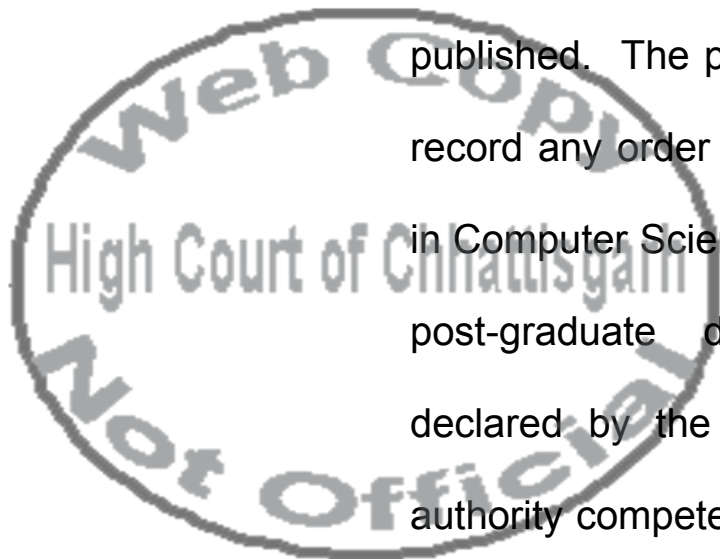 Web Copy
High Court of Chhattisgarh
Not Official
published. The p
record any order
in Computer Scie
post-graduate d
declared by the
authority compete